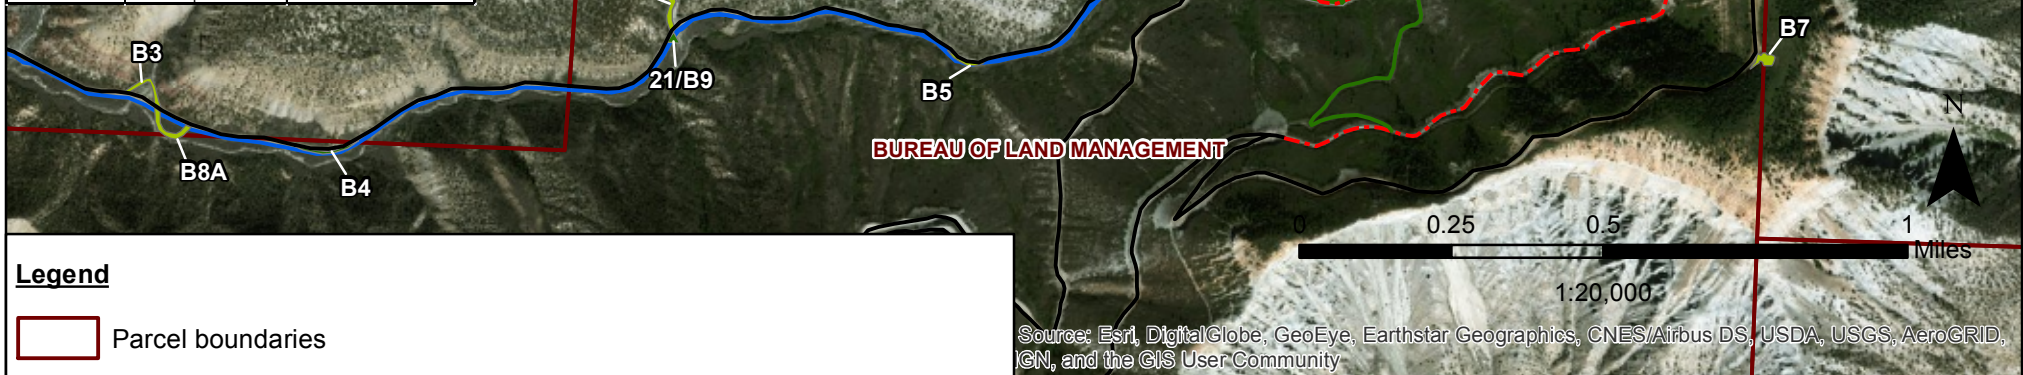 B3
21/B9
B5
B7
N
BUREAU OF LAND MANAGEMENT
B8A
B4
0 0.25 0.5 1
Miles
1:20,000
Legend
Parcel boundaries
Source: Esri, DigitalGlobe, GeoEye, Earthstar Geographics, CNES/Airbus DS, USDA, USGS, AeroGRID,
IGN, and the GIS User Community